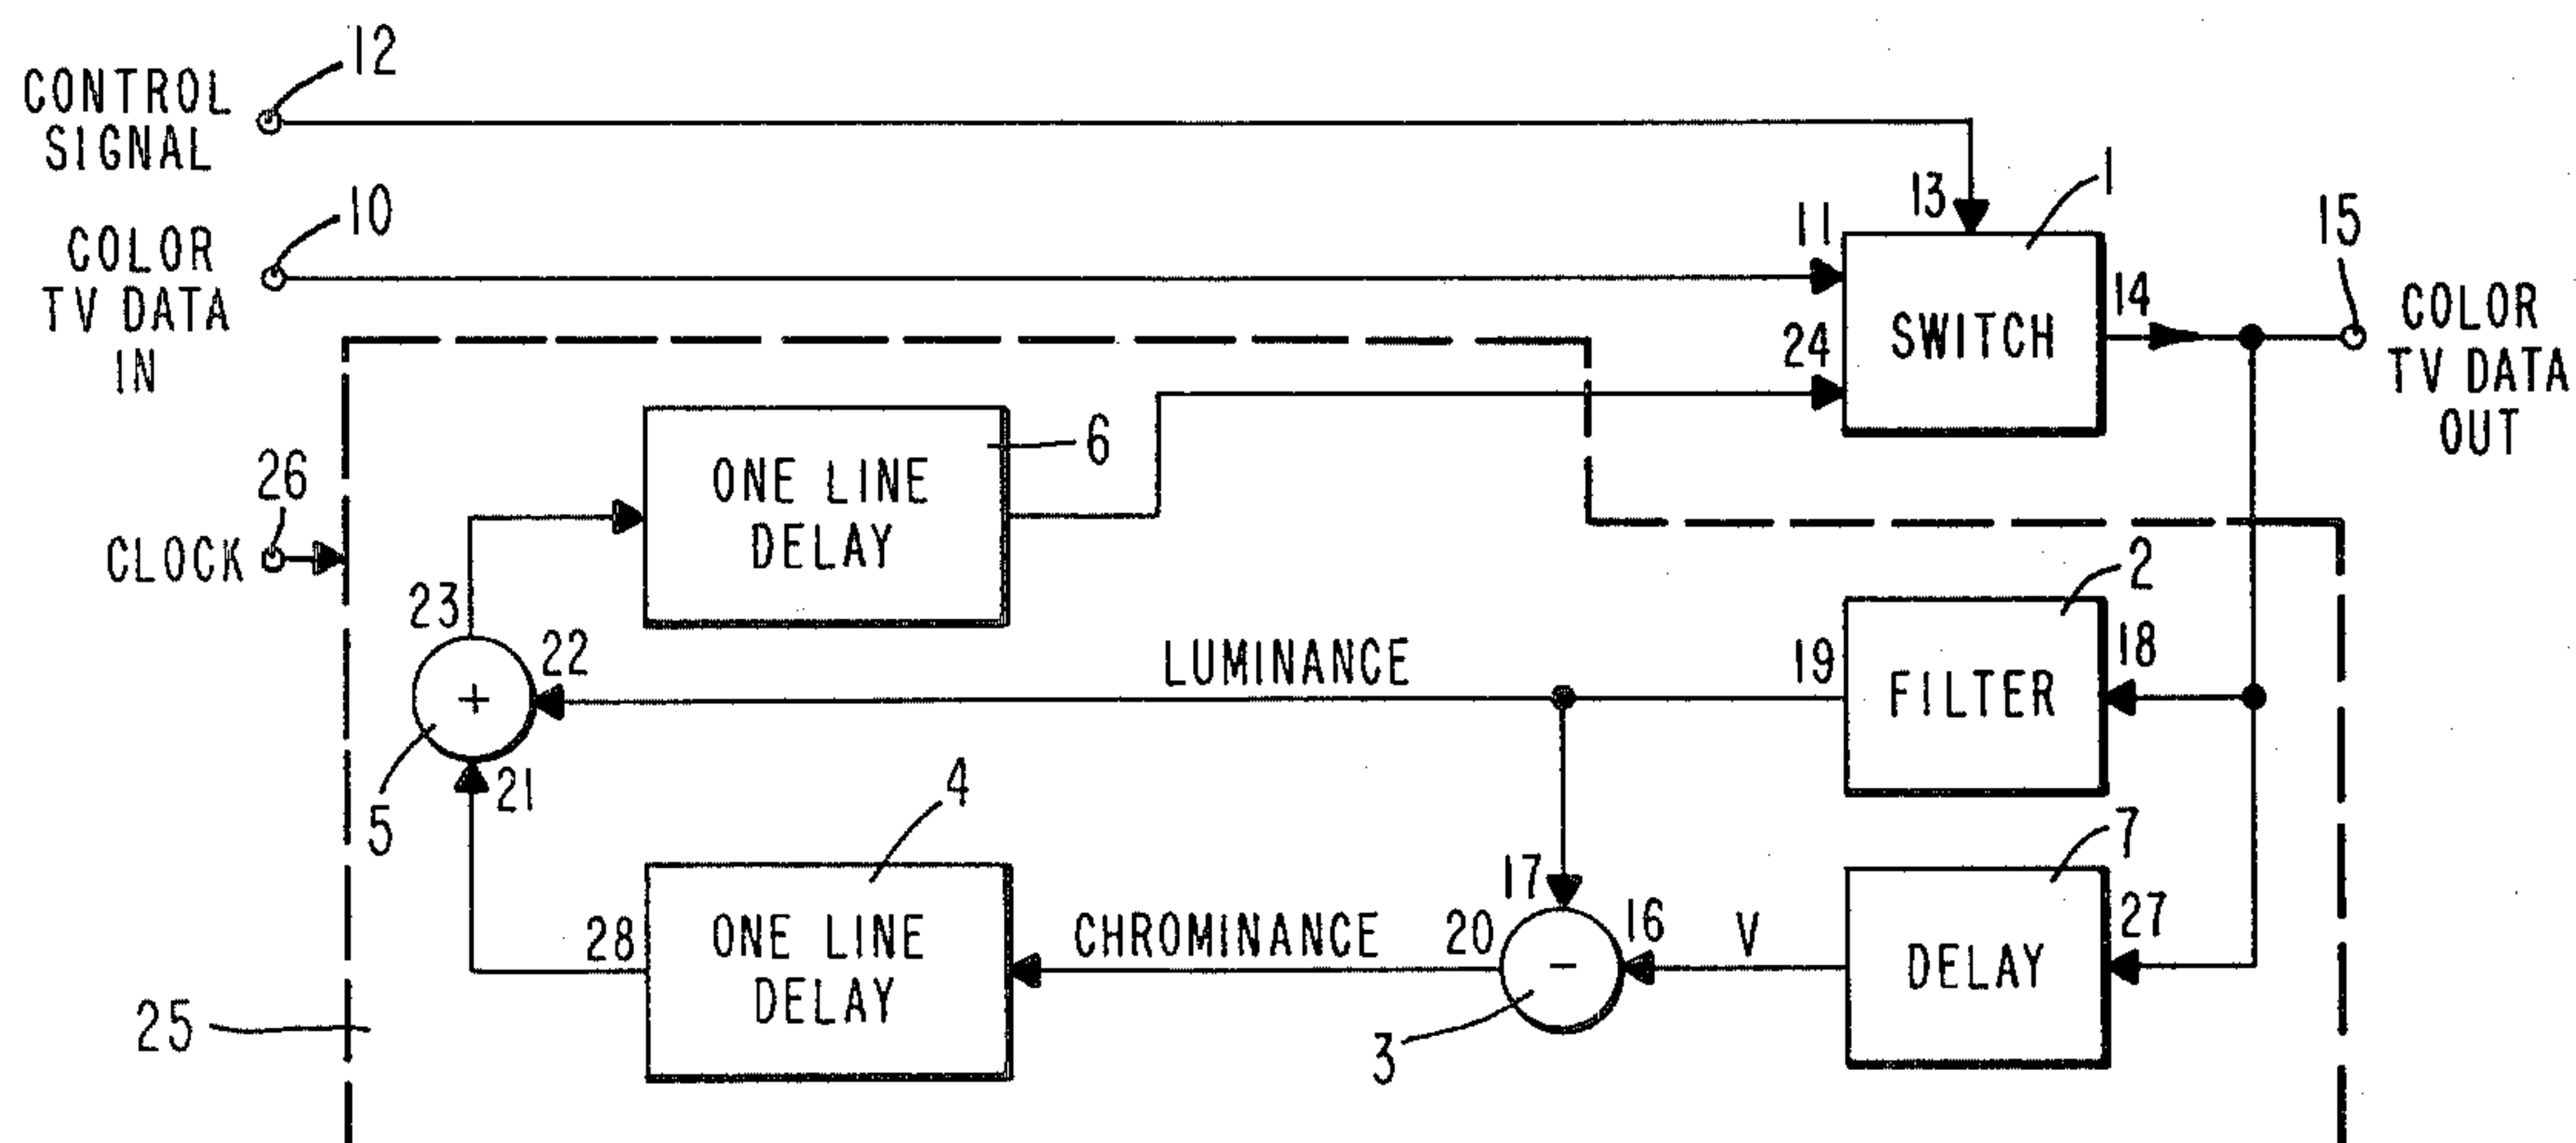 12
CONTROL
SIGNAL
10
COLOR
TV DATA
IN
13
1
11
24
SWITCH
14
15
COLOR
TV DATA
OUT
26
CLOCK
6
ONE LINE
DELAY
23
22
+
5
21
LUMINANCE
19
2
FILTER
18
4
ONE LINE
DELAY
28
CHROMINANCE
20
17
16
-
3
V
7
DELAY
27
25